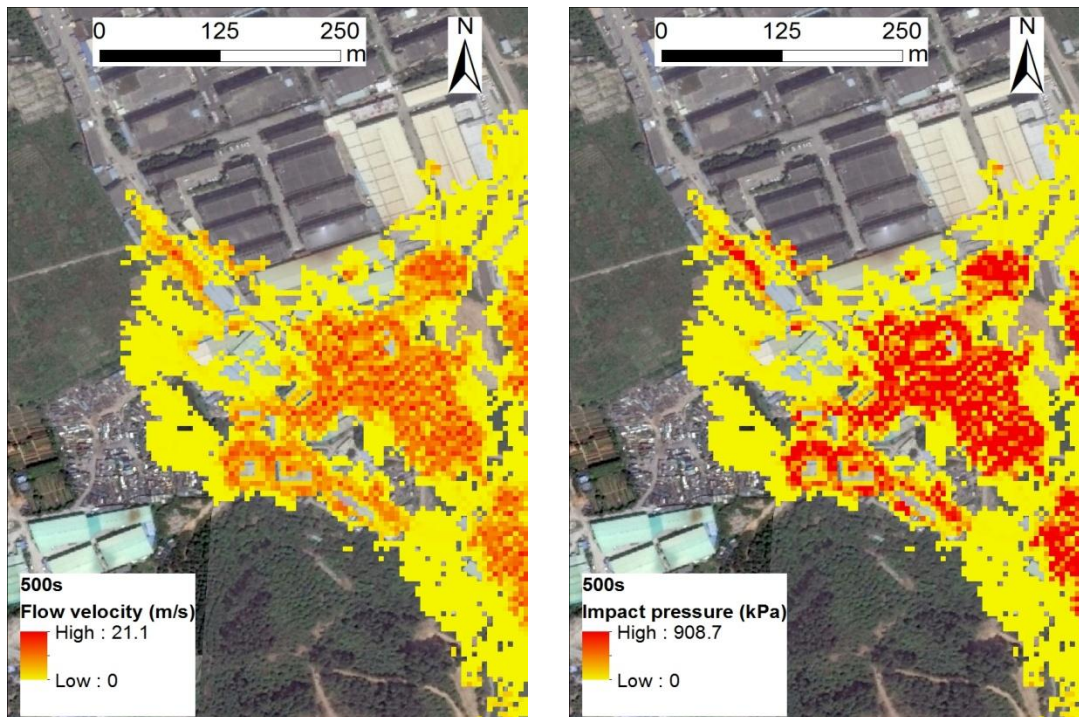 0 125 250
m
N
500s
Flow velocity (m/s)
High : 21.1
Low : 0
0 125 250
m
N
500s
Impact pressure (kPa)
High : 908.7
Low : 0